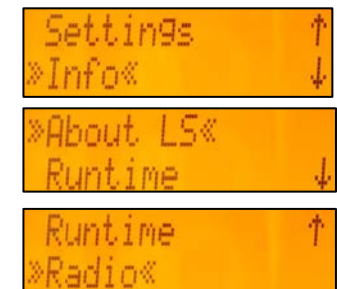 Settings ↑
»Info« ↓
»About LS«
Runtime ↓
Runtime ↑
»Radio«